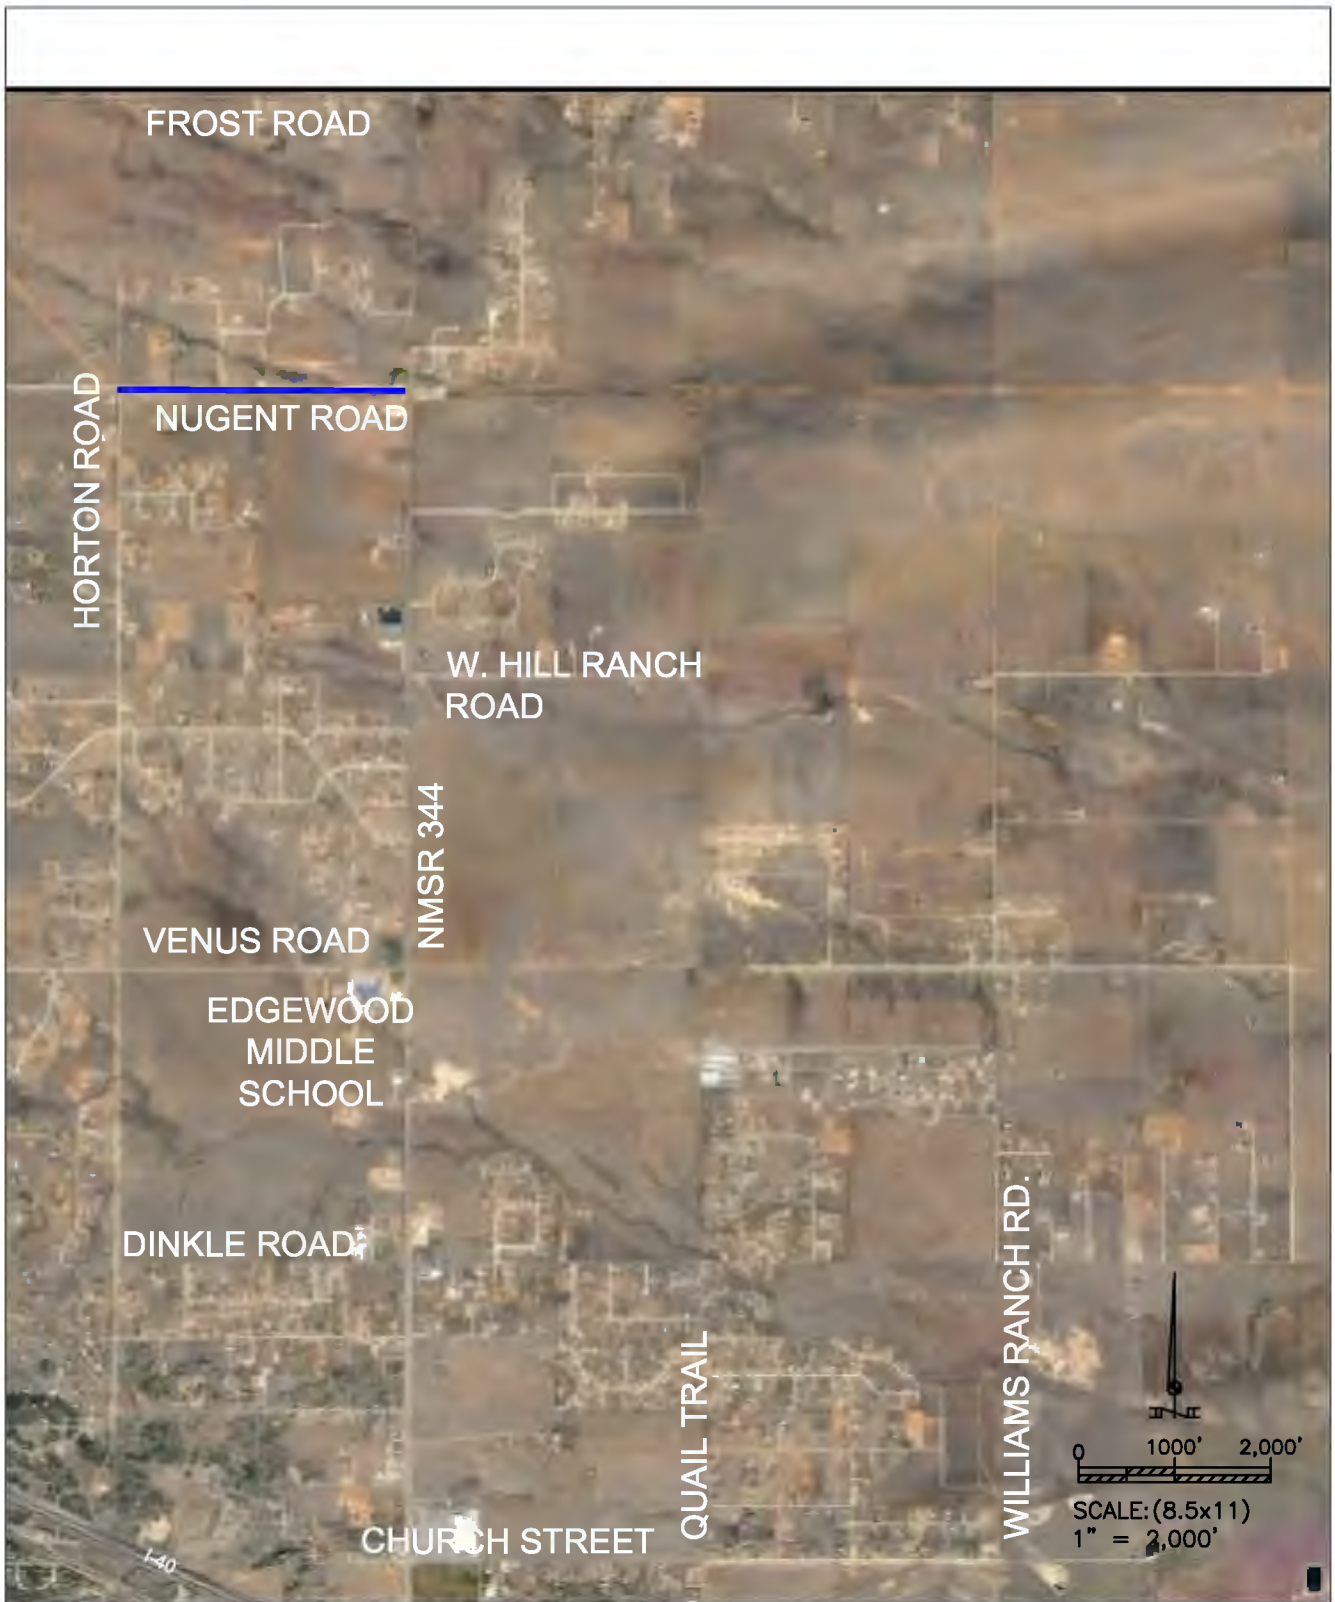 FROST ROAD
HORTON ROAD
NUGENT ROAD
W. HILL RANCH
ROAD
NMSR 344
VENUS ROAD
EDGEWOOD
MIDDLE
SCHOOL
DINKLE ROAD
QUAIL TRAIL
WILLIAMS RANCH RD.
0 1000' 2,000'
SCALE: (8.5x11)
1" = 2,000'
CHURCH STREET
I-40